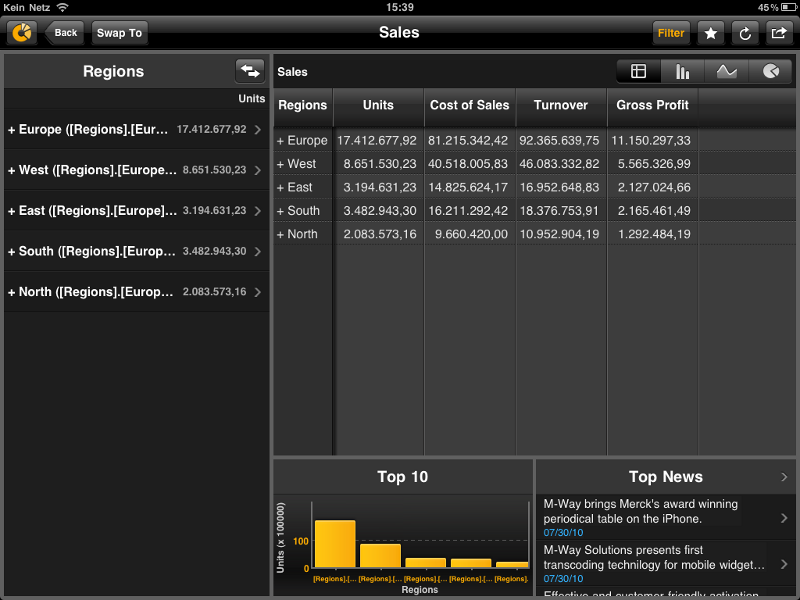 Kein Netz 15:39 45%
Back Swap To Sales Filter
Regions
Units
+ Europe ([Regions].[Eur... 17.412.677,92
+ West ([Regions].[Europe... 8.651.530,23
+ East ([Regions].[Europe]... 3.194.631,23
+ South ([Regions].[Europ... 3.482.943,30
+ North ([Regions].[Europ... 2.083.573,16
Sales
Regions Units Cost of Sales Turnover Gross Profit
+ Europe 17.412.677,92 81.215.342,42 92.365.639,75 11.150.297,33
+ West 8.651.530,23 40.518.005,83 46.083.332,82 5.565.326,99
+ East 3.194.631,23 14.825.624,17 16.952.648,83 2.127.024,66
+ South 3.482.943,30 16.211.292,42 18.376.753,91 2.165.461,49
+ North 2.083.573,16 9.660.420,00 10.952.904,19 1.292.484,19
Top 10
Units (x 100000)
100
0
[Regions].[... [Regions].[... [Regions].[... [Regions].[... [Regions].
Regions
Top News
M-Way brings Merck's award winning
periodical table on the iPhone.
07/30/10
M-Way Solutions presents first
transcoding technilogy for mobile widget...
07/30/10
Effective and customer friendly activation